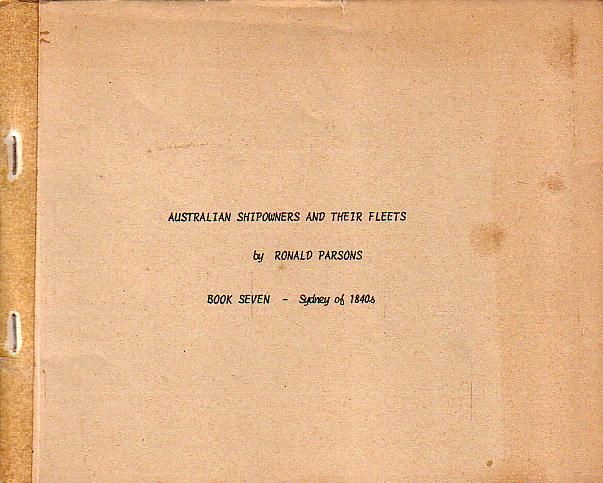 AUSTRALIAN SHIPOWNERS AND THEIR FLEETS
by RONALD PARSONS
BOOK SEVEN - Sydney of 1840s